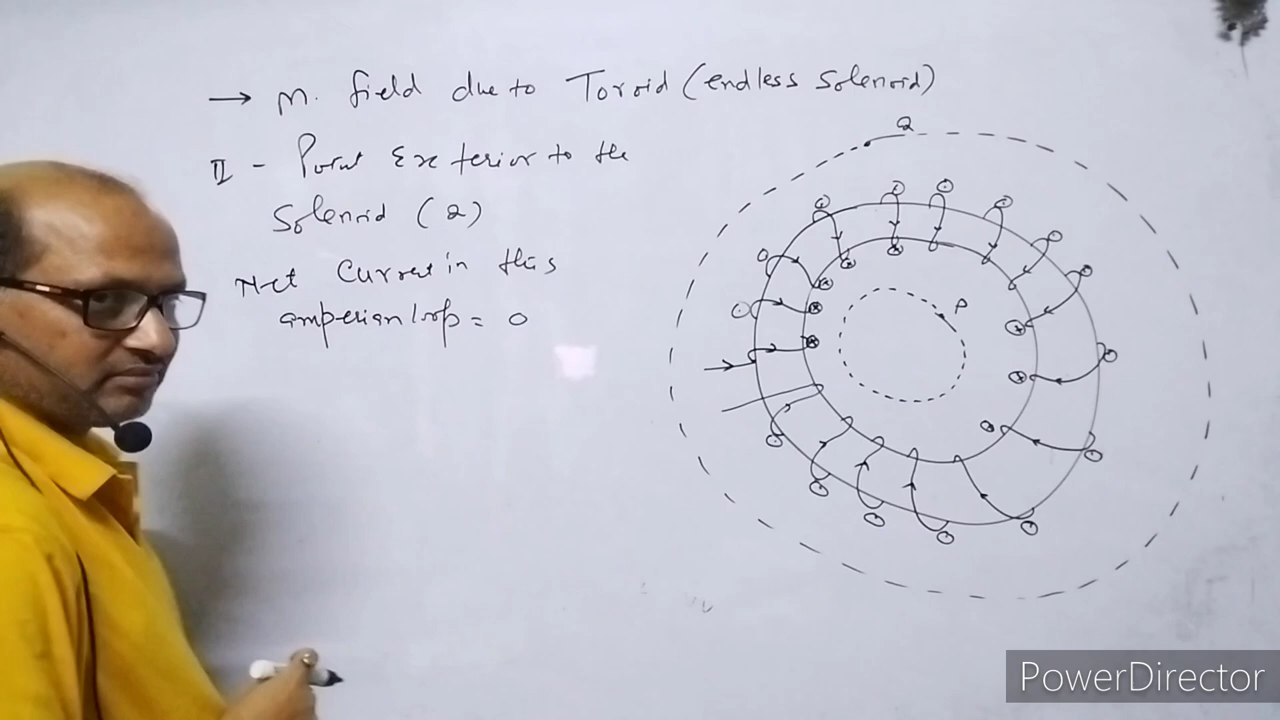 → M. field due to Toroid (endless Solenoid)
II - Point Exterior to the
Solenoid (Q)
Net Current in this
amperian loop = 0
Q
P
PowerDirector